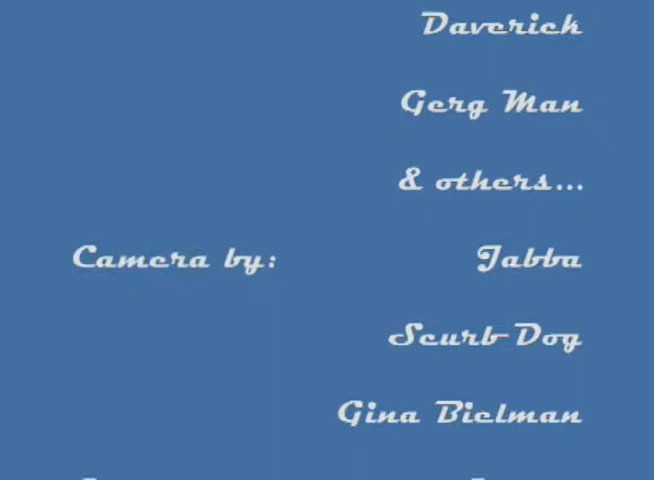 Daverick
Gerg Man
& others...
Camera by: Jabba
Scurb Dog
Gina Bielman